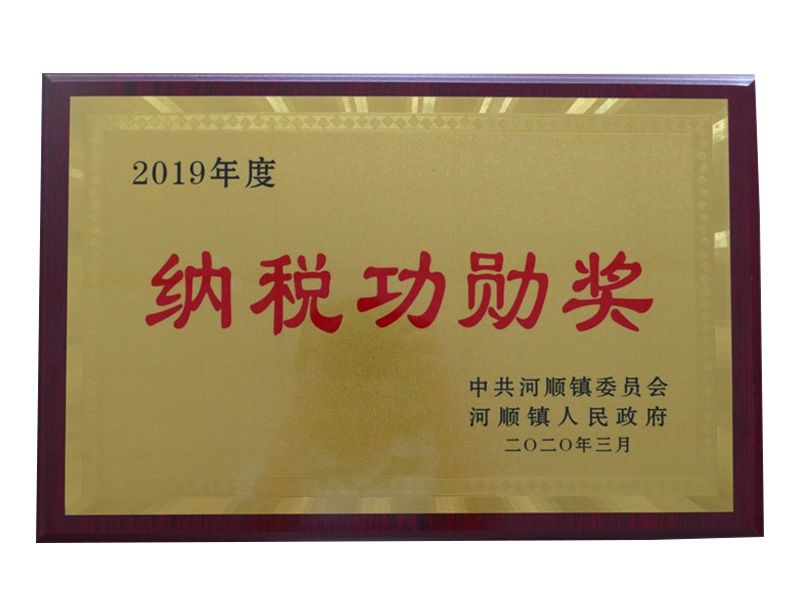 2019年度
纳税功勋奖
中共河顺镇委员会
河顺镇人民政府
二〇二〇年三月